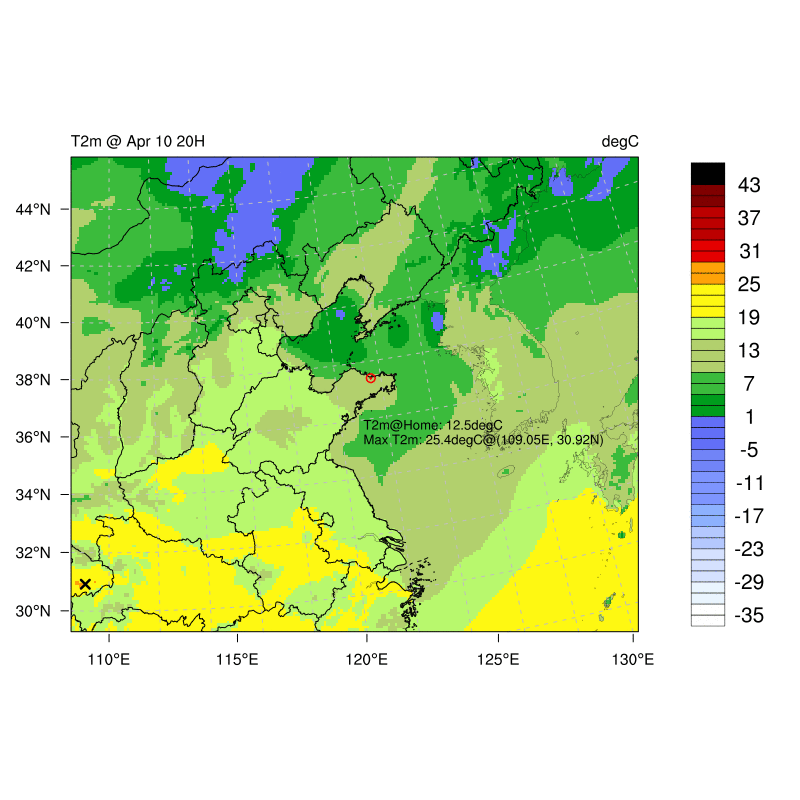 T2m @ Apr 10 20H
degC
44°N
42°N
40°N
38°N
36°N
34°N
32°N
30°N
110°E
115°E
120°E
125°E
130°E
T2m@Home: 12.5degC
Max T2m: 25.4degC@(109.05E, 30.92N)
43
37
31
25
19
13
7
1
-5
-11
-17
-23
-29
-35